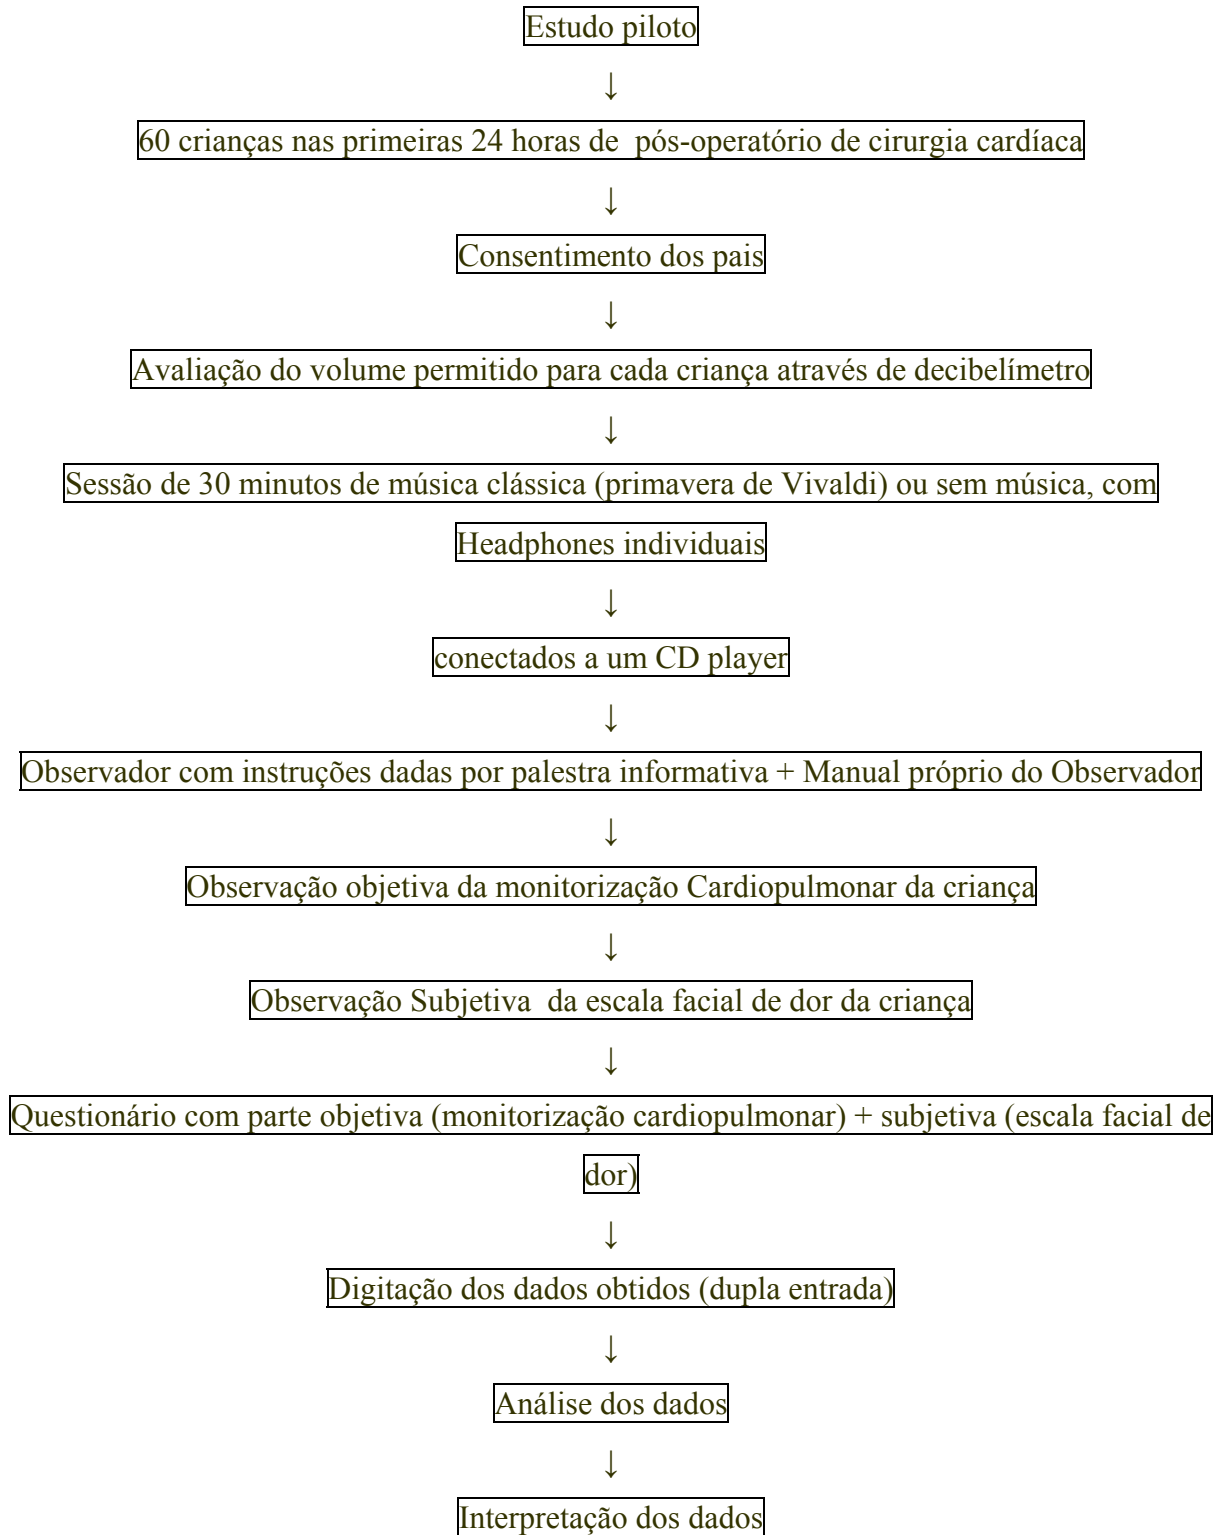 Estudo piloto
↓
60 crianças nas primeiras 24 horas de  pós-operatório de cirurgia cardíaca
↓
Consentimento dos pais
↓
Avaliação do volume permitido para cada criança através de decibelímetro
↓
Sessão de 30 minutos de música clássica (primavera de Vivaldi) ou sem música, com
Headphones individuais
↓
conectados a um CD player
↓
Observador com instruções dadas por palestra informativa + Manual próprio do Observador
↓
Observação objetiva da monitorização Cardiopulmonar da criança
↓
Observação Subjetiva  da escala facial de dor da criança
↓
Questionário com parte objetiva (monitorização cardiopulmonar) + subjetiva (escala facial de
dor)
↓
Digitação dos dados obtidos (dupla entrada)
↓
Análise dos dados
↓
Interpretação dos dados